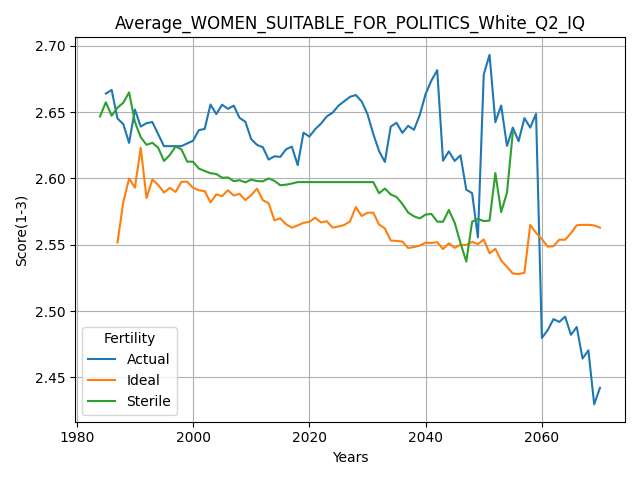 Average_WOMEN_SUITABLE_FOR_POLITICS_White_Q2_IQ
Score(1-3)
2.70
2.65
2.60
2.55
2.50
2.45
Fertility
Actual
Ideal
Sterile
1980
2000
2020
2040
2060
Years